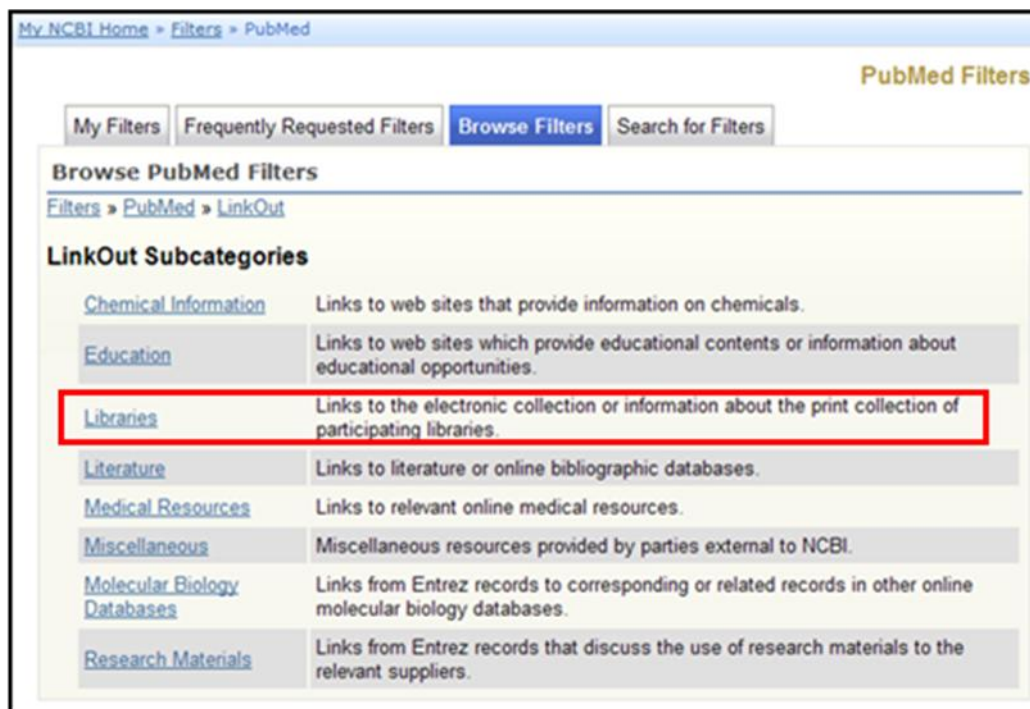 My NCBI Home » Filters » PubMed
PubMed Filters
My Filters Frequently Requested Filters Browse Filters Search for Filters
Browse PubMed Filters
Filters » PubMed » LinkOut
LinkOut Subcategories
Chemical Information Links to web sites that provide information on chemicals.
Education Links to web sites which provide educational contents or information about
educational opportunities.
Libraries Links to the electronic collection or information about the print collection of
participating libraries.
Literature Links to literature or online bibliographic databases.
Medical Resources Links to relevant online medical resources.
Miscellaneous Miscellaneous resources provided by parties external to NCBI.
Molecular Biology Links from Entrez records to corresponding or related records in other online
Databases molecular biology databases.
Research Materials Links from Entrez records that discuss the use of research materials to the
relevant suppliers.